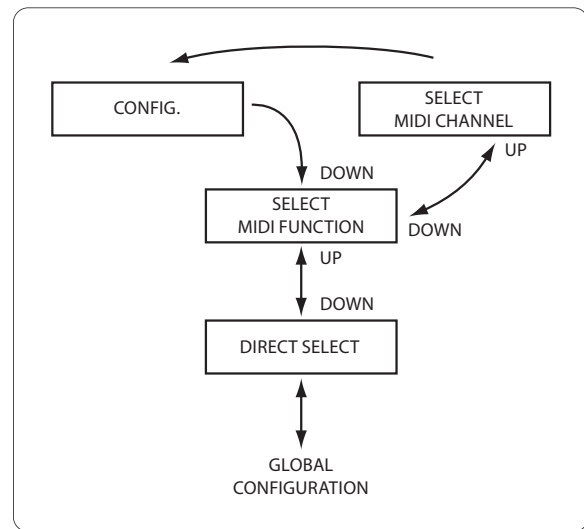 CONFIG.
SELECT
MIDI CHANNEL
UP
DOWN
SELECT
MIDI FUNCTION
DOWN
UP
DOWN
DIRECT SELECT
GLOBAL
CONFIGURATION